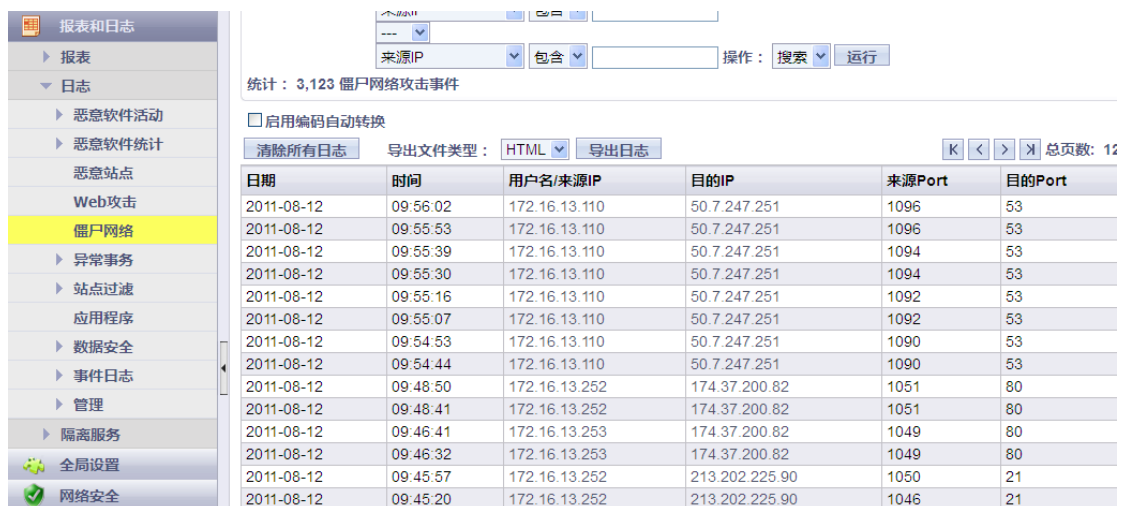 报表和日志
报表
日志
恶意软件活动
恶意软件统计
恶意站点
Web攻击
僵尸网络
异常事务
站点过滤
应用程序
数据安全
事件日志
管理
隔离服务
全局设置
网络安全
来源IP 包含
---
来源IP 包含 操作： 搜索 运行
统计： 3,123 僵尸网络攻击事件
启用编码自动转换
清除所有日志 导出文件类型： HTML 导出日志 K < > 总页数: 12
日期 时间 用户名/来源IP 目的IP 来源Port 目的Port
2011-08-12 09:56:02 172.16.13.110 50.7.247.251 1096 53
2011-08-12 09:55:53 172.16.13.110 50.7.247.251 1096 53
2011-08-12 09:55:39 172.16.13.110 50.7.247.251 1094 53
2011-08-12 09:55:30 172.16.13.110 50.7.247.251 1094 53
2011-08-12 09:55:16 172.16.13.110 50.7.247.251 1092 53
2011-08-12 09:55:07 172.16.13.110 50.7.247.251 1092 53
2011-08-12 09:54:53 172.16.13.110 50.7.247.251 1090 53
2011-08-12 09:54:44 172.16.13.110 50.7.247.251 1090 53
2011-08-12 09:48:50 172.16.13.252 174.37.200.82 1051 80
2011-08-12 09:48:41 172.16.13.252 174.37.200.82 1051 80
2011-08-12 09:46:41 172.16.13.253 174.37.200.82 1049 80
2011-08-12 09:46:32 172.16.13.253 174.37.200.82 1049 80
2011-08-12 09:45:57 172.16.13.252 213.202.225.90 1050 21
2011-08-12 09:45:20 172.16.13.252 213.202.225.90 1046 21